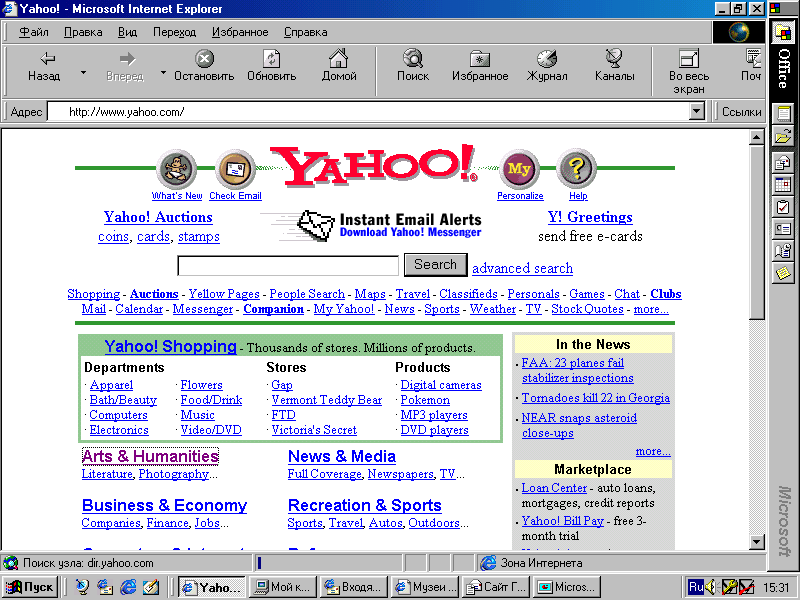 Yahoo! - Microsoft Internet Explorer
Файл Правка Вид Переход Избранное Справка
Назад Вперед Остановить Обновить Домой Поиск Избранное Журнал Каналы Во весь экран Поч
Адрес http://www.yahoo.com/ Ссылки
Office
YAHOO!
My ?
What's New Check Email Personalize Help
Yahoo! Auctions
coins, cards, stamps
Instant Email Alerts
Download Yahoo! Messenger
Y! Greetings
send free e-cards
Search advanced search
Shopping - Auctions - Yellow Pages - People Search - Maps - Travel - Classifieds - Personals - Games - Chat - Clubs
Mail - Calendar - Messenger - Companion - My Yahoo! - News - Sports - Weather - TV - Stock Quotes - more...
Yahoo! Shopping - Thousands of stores. Millions of products.
Departments Stores Products
· Apparel · Flowers · Gap · Digital cameras
· Bath/Beauty · Food/Drink · Vermont Teddy Bear · Pokemon
· Computers · Music · FTD · MP3 players
· Electronics · Video/DVD · Victoria's Secret · DVD players
Arts & Humanities
Literature, Photography...
News & Media
Full Coverage, Newspapers, TV...
Business & Economy
Companies, Finance, Jobs...
Recreation & Sports
Sports, Travel, Autos, Outdoors...
In the News
· FAA: 23 planes fail
stabilizer inspections
· Tornadoes kill 22 in Georgia
· NEAR snaps asteroid
close-ups
more...
Marketplace
· Loan Center - auto loans,
mortgages, credit reports
· Yahoo! Bill Pay - free 3-
month trial
Microsoft
Поиск узла: dir.yahoo.com Зона Интернета
Пуск Yaho... Мой к... Входя... Музеи ... Сайт Г... Micros... Ru 15:31